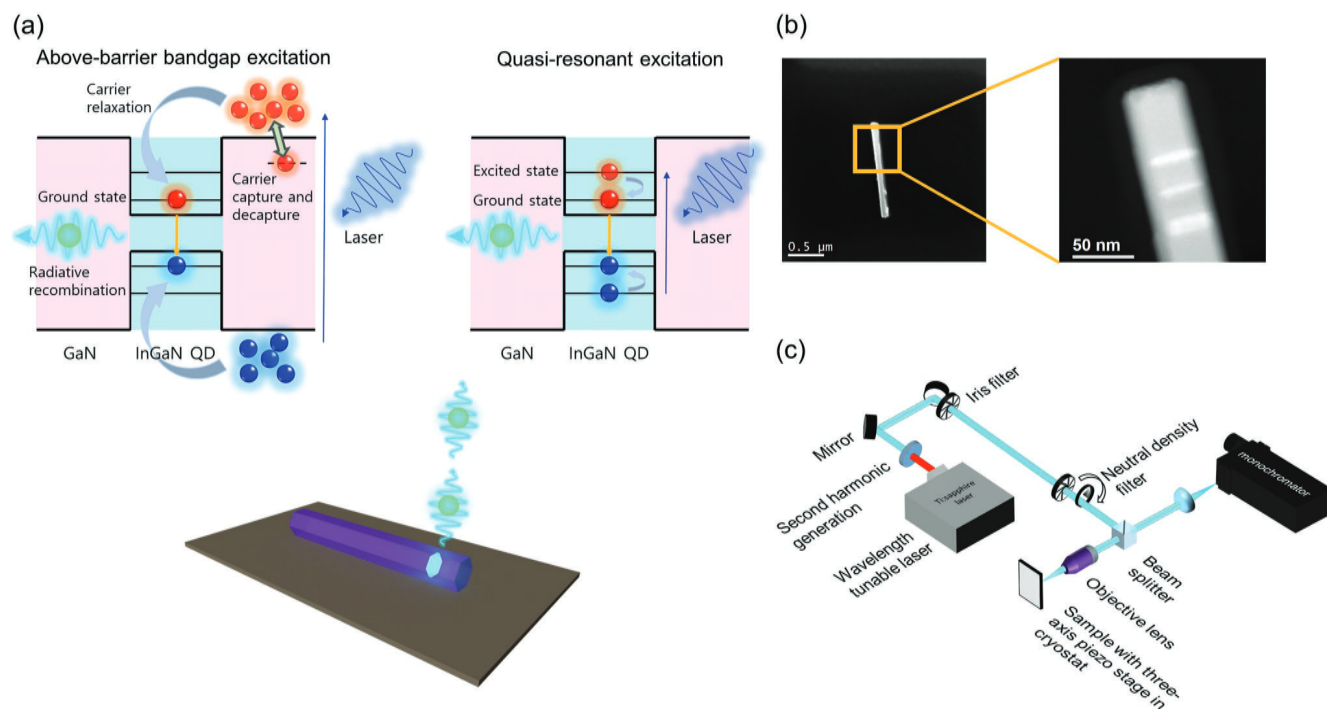 (a)
Above-barrier bandgap excitation
Carrier
relaxation
Ground state
Carrier
capture and
decapture
Laser
Radiative
recombination
GaN
InGaN QD
Quasi-resonant excitation
Excited state
Ground state
Laser
GaN
InGaN QD
(b)
0.5 μm
50 nm
(c)
Iris filter
Mirror
Neutral density
filter
monochromator
Second harmonic
generation
Ti:sapphire
laser
Wavelength
tunable laser
Beam
splitter
Objective lens
Sample with three-
axis piezo stage in
cryostat